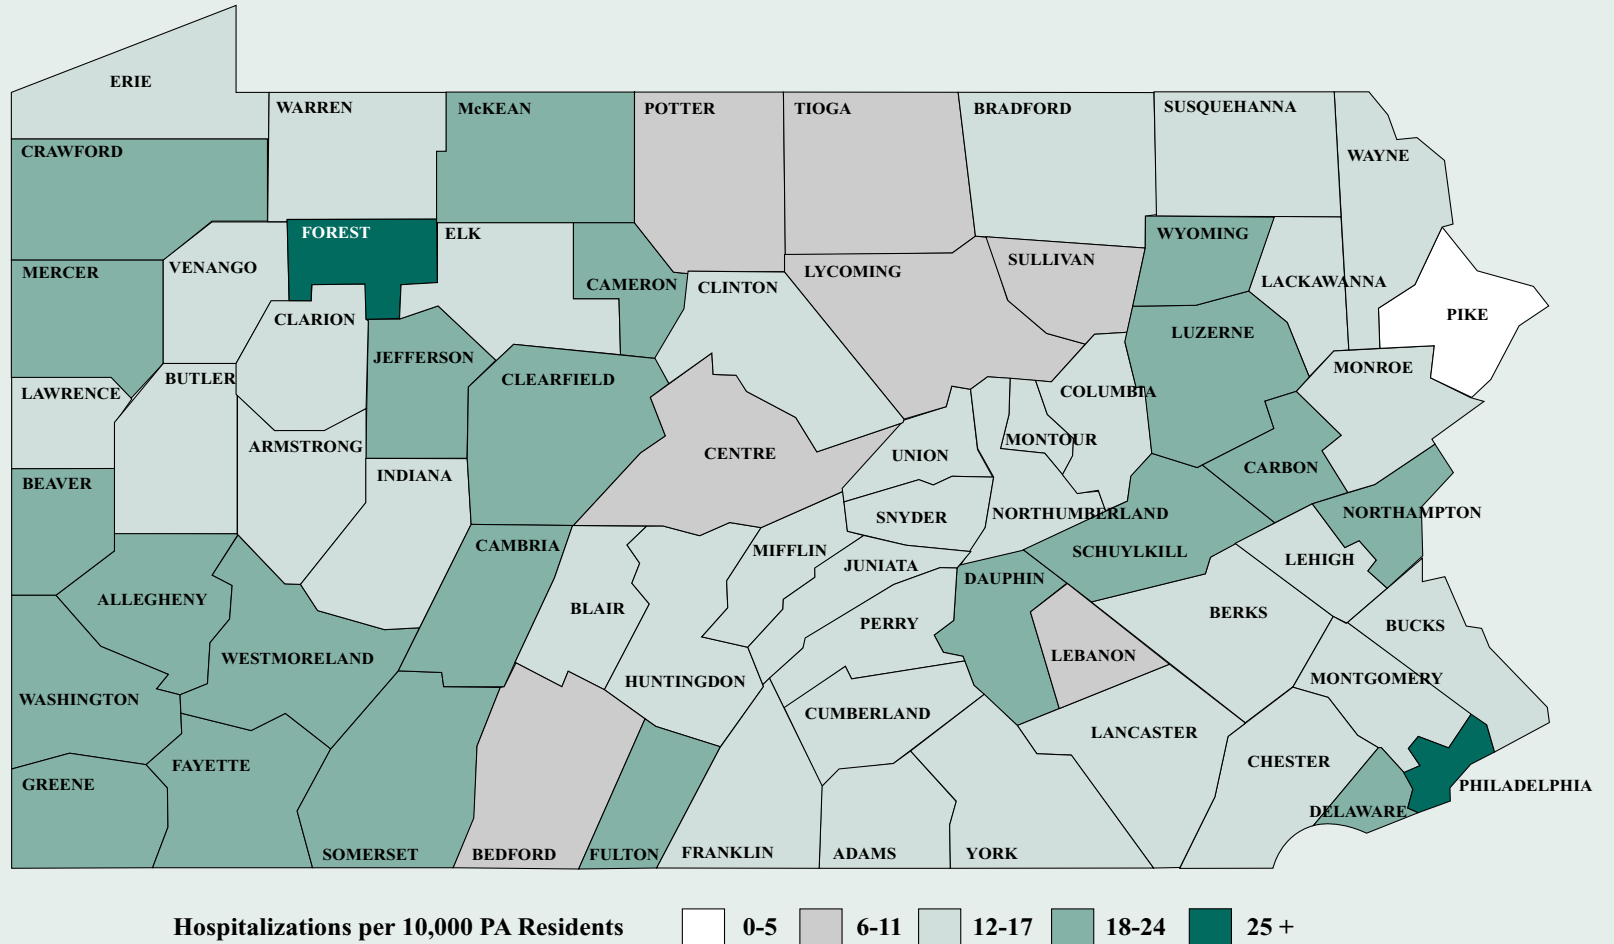 ERIE
WARREN
McKEAN
POTTER
TIOGA
BRADFORD
SUSQUEHANNA
WAYNE
CRAWFORD
FOREST
ELK
WYOMING
MERCER
VENANGO
CAMERON
CLINTON
LYCOMING
SULLIVAN
LACKAWANNA
PIKE
CLARION
LUZERNE
JEFFERSON
CLEARFIELD
MONROE
LAWRENCE
BUTLER
COLUMBIA
ARMSTRONG
CENTRE
UNION
MONTOUR
CARBON
BEAVER
INDIANA
SNYDER
NORTHUMBERLAND
NORTHAMPTON
CAMBRIA
MIFFLIN
JUNIATA
SCHUYLKILL
LEHIGH
DAUPHIN
ALLEGHENY
BLAIR
PERRY
BERKS
BUCKS
WESTMORELAND
LEBANON
HUNTINGDON
MONTGOMERY
WASHINGTON
CUMBERLAND
LANCASTER
FAYETTE
CHESTER
GREENE
PHILADELPHIA
DELAWARE
SOMERSET
BEDFORD
FULTON
FRANKLIN
ADAMS
YORK
Hospitalizations per 10,000 PA Residents 0-5 6-11 12-17 18-24 25 +